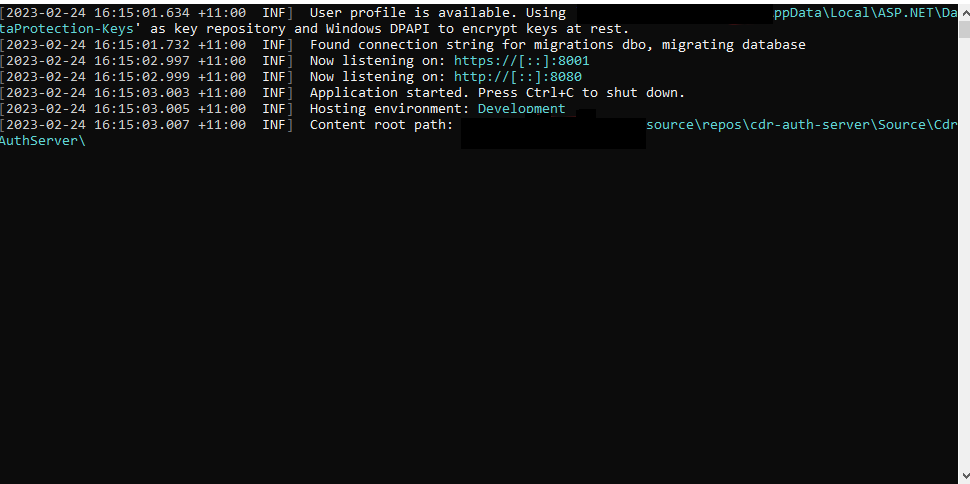 [2023-02-24 16:15:01.634 +11:00  INF]  User profile is available. Using ppData\Local\ASP.NET\Da
taProtection-Keys' as key repository and Windows DPAPI to encrypt keys at rest.
[2023-02-24 16:15:01.732 +11:00  INF]  Found connection string for migrations dbo, migrating database
[2023-02-24 16:15:02.997 +11:00  INF]  Now listening on: https://[::]:8001
[2023-02-24 16:15:02.999 +11:00  INF]  Now listening on: http://[::]:8080
[2023-02-24 16:15:03.003 +11:00  INF]  Application started. Press Ctrl+C to shut down.
[2023-02-24 16:15:03.005 +11:00  INF]  Hosting environment: Development
[2023-02-24 16:15:03.007 +11:00  INF]  Content root path: source\repos\cdr-auth-server\Source\Cdr
AuthServer\